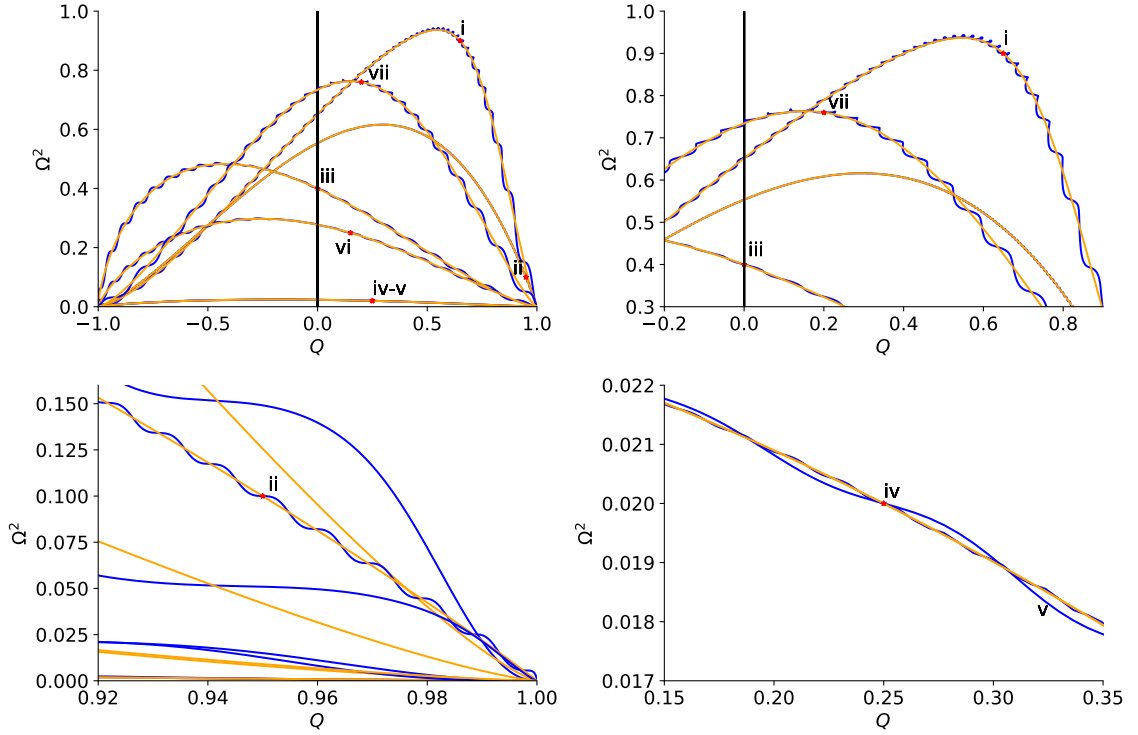 1.0
0.8
0.6
0.4
0.2
0.0
Ω²
−1.0 −0.5 0.0 0.5 1.0
Q
i
vii
iii
vi
ii
iv-v
1.0
0.9
0.8
0.7
0.6
0.5
0.4
0.3
Ω²
−0.2 0.0 0.2 0.4 0.6 0.8
Q
i
vii
iii
0.150
0.125
0.100
0.075
0.050
0.025
0.000
Ω²
0.92 0.94 0.96 0.98 1.00
Q
ii
0.022
0.021
0.020
0.019
0.018
0.017
Ω²
0.15 0.20 0.25 0.30 0.35
Q
iv
v